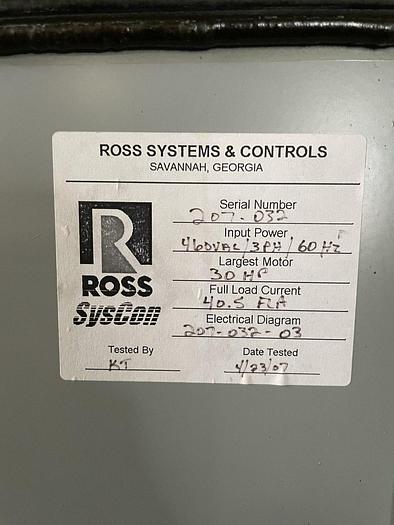 ROSS SYSTEMS & CONTROLS
SAVANNAH, GEORGIA
R
ROSS
SysCon
Serial Number
207-032
Input Power
460VAC/3PH/60Hz
Largest Motor
30 HP
Full Load Current
40.5 FLA
Electrical Diagram
207-032-03
Tested By
KT
Date Tested
4/23/07